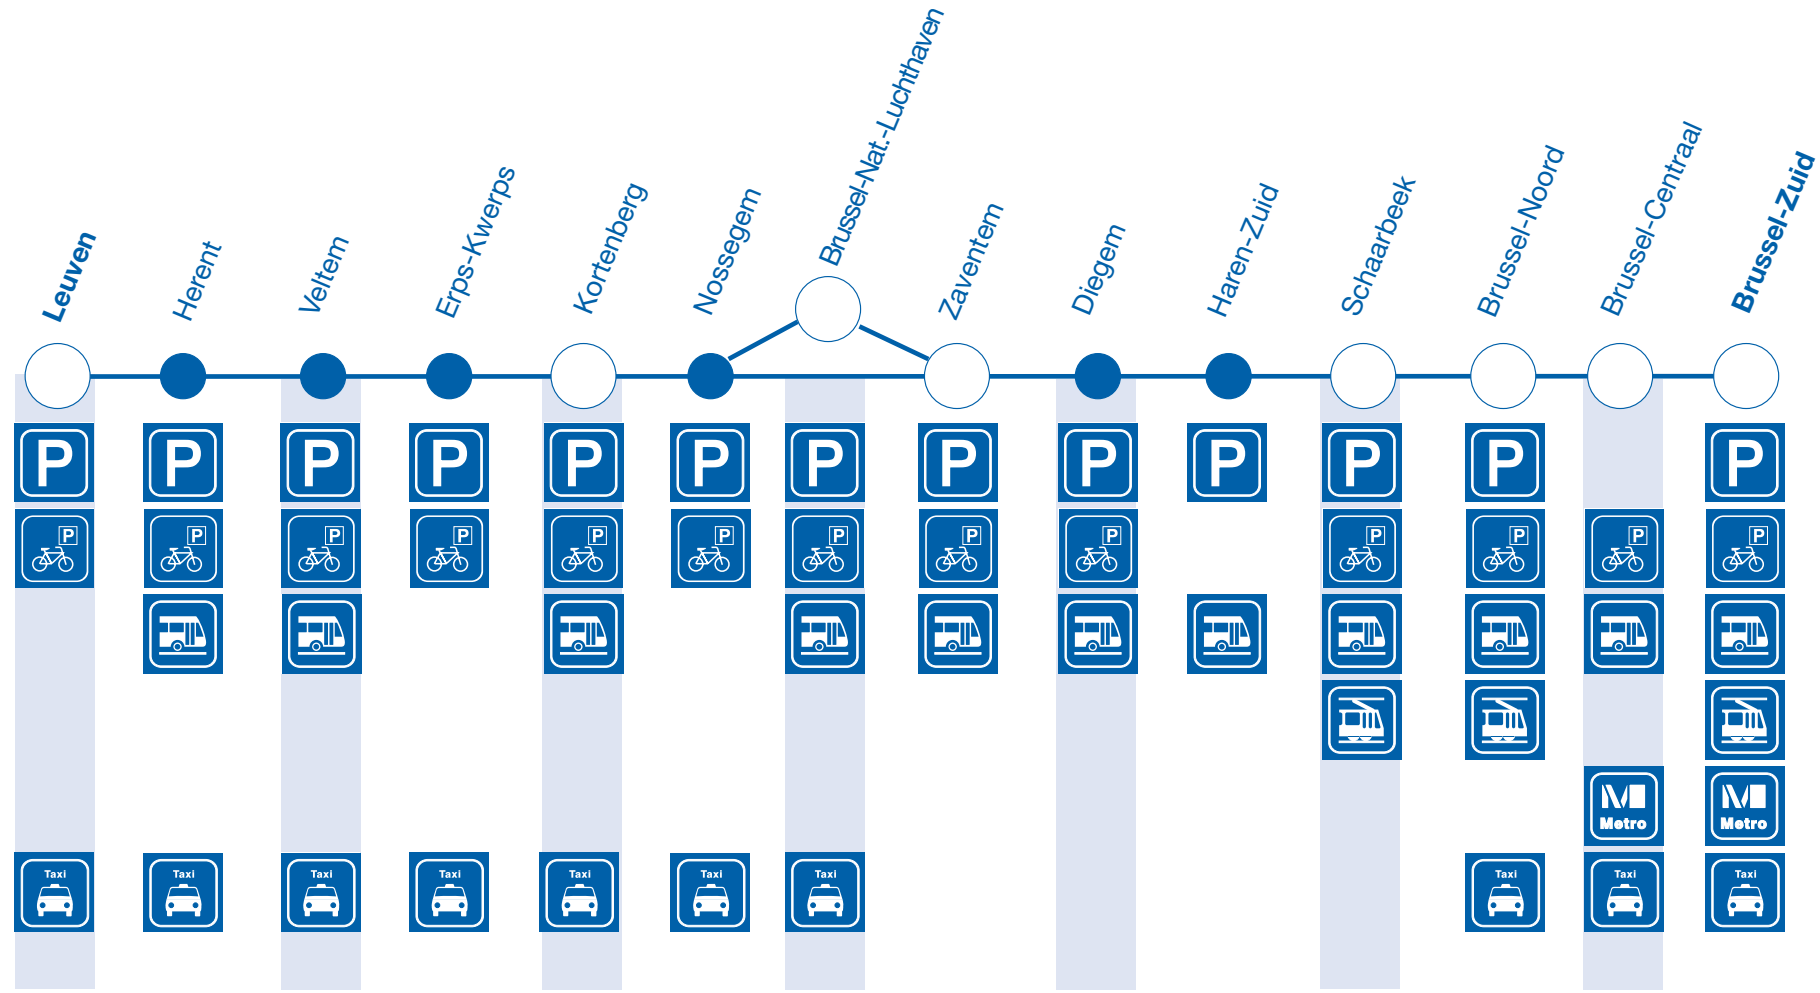 Leuven
Herent
Veltem
Erps-Kwerps
Kortenberg
Nossegem
Brussel-Nat.-Luchthaven
Zaventem
Diegem
Haren-Zuid
Schaarbeek
Brussel-Noord
Brussel-Centraal
Brussel-Zuid
P P P P P P P P P P P P P
P P P P P P P P P P P P P
Metro Metro
Taxi Taxi Taxi Taxi Taxi Taxi Taxi Taxi Taxi Taxi